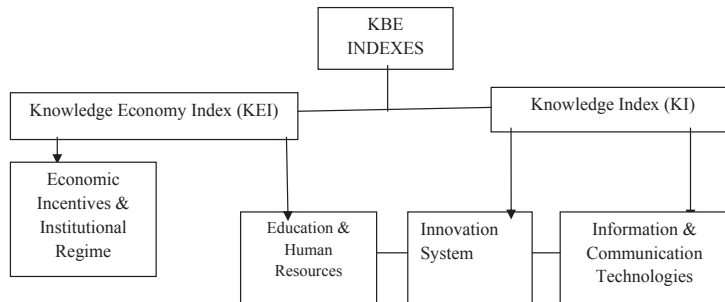 KBE
INDEXES
Knowledge Economy Index (KEI)
Knowledge Index (KI)
Economic
Incentives &
Institutional
Regime
Education &
Human
Resources
Innovation
System
Information &
Communication
Technologies